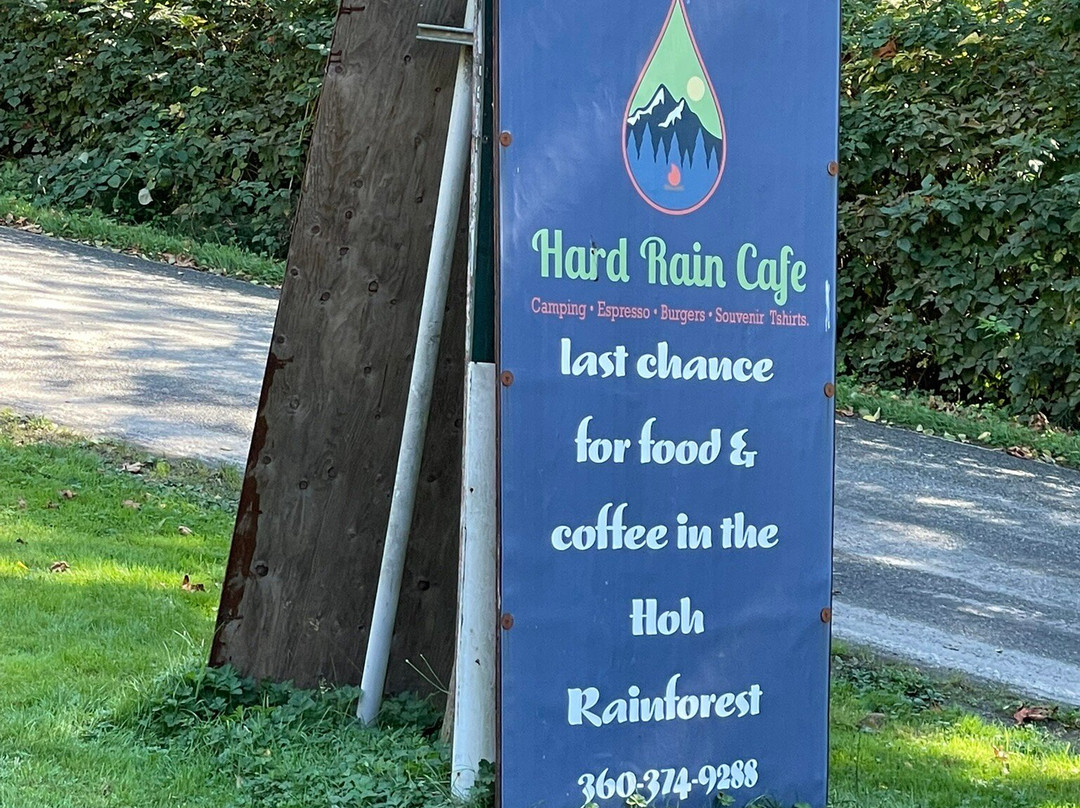 Hard Rain Cafe
Camping • Espresso • Burgers • Souvenir Tshirts.
last chance
for food &
coffee in the
Hoh
Rainforest
360-374-9288